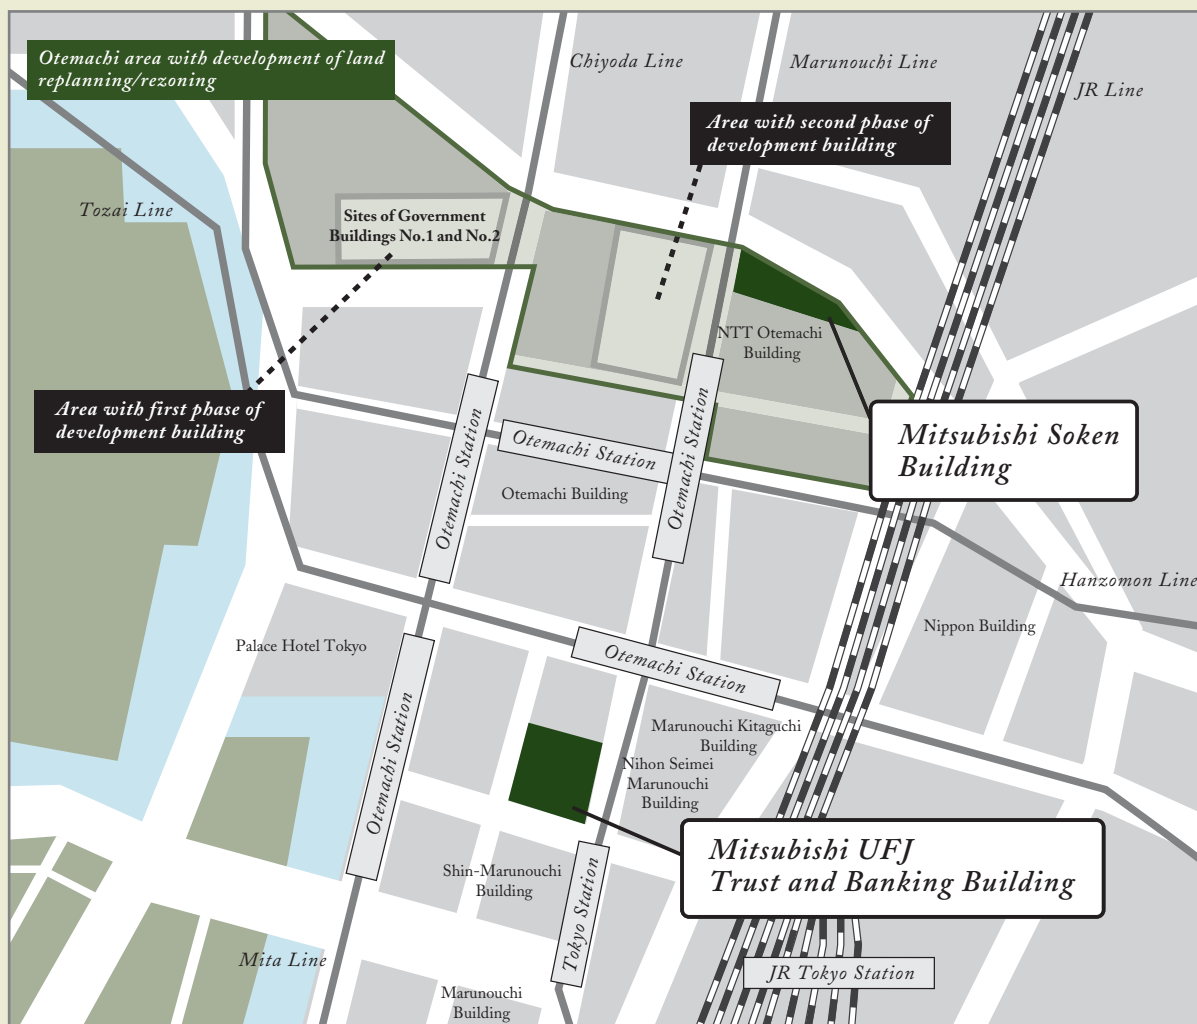 Otemachi area with development of land
replanning/rezoning
Chiyoda Line
Marunouchi Line
JR Line
Area with second phase of
development building
Tozai Line
Sites of Government
Buildings No.1 and No.2
NTT Otemachi
Building
Area with first phase of
development building
Mitsubishi Soken
Building
Otemachi Station
Otemachi Station
Otemachi Station
Otemachi Building
Hanzomon Line
Nippon Building
Palace Hotel Tokyo
Otemachi Station
Otemachi Station
Marunouchi Kitaguchi
Building
Nihon Seimei
Marunouchi
Building
Mitsubishi UFJ
Trust and Banking Building
Shin-Marunouchi
Building
Tokyo Station
Mita Line
JR Tokyo Station
Marunouchi
Building